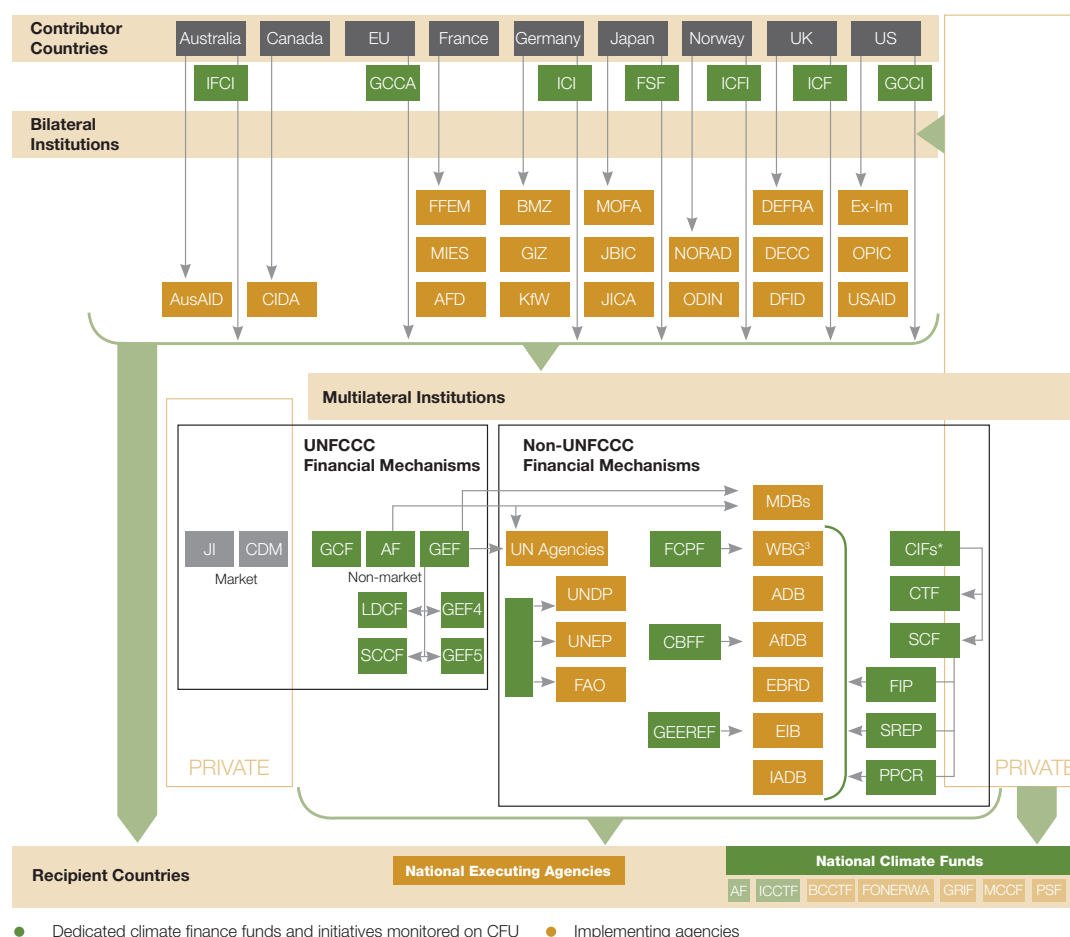 Contributor
Countries
Australia Canada EU France Germany Japan Norway UK US
IFCI GCCA ICI FSF ICFI ICF GCCI
Bilateral
Institutions
FFEM BMZ MOFA DEFRA Ex-Im
MIES GIZ JBIC NORAD DECC OPIC
AusAID CIDA AFD KfW JICA ODIN DFID USAID
Multilateral Institutions
UNFCCC
Financial Mechanisms
Non-UNFCCC
Financial Mechanisms
MDBs
JI CDM GCF AF GEF UN Agencies FCPF WBG³ CIFs*
Market Non-market
LDCF GEF4 UNDP ADB CTF
SCCF GEF5 UNEP CBFF AfDB SCF
FAO EBRD FIP
GEEREF EIB SREP
PRIVATE IADB PPCR PRIVATE
Recipient Countries
National Executing Agencies
National Climate Funds
AF ICCTF BCCTF FONERWA GRIF MCCF PSF
Dedicated climate finance funds and initiatives monitored on CFU Implementing agencies